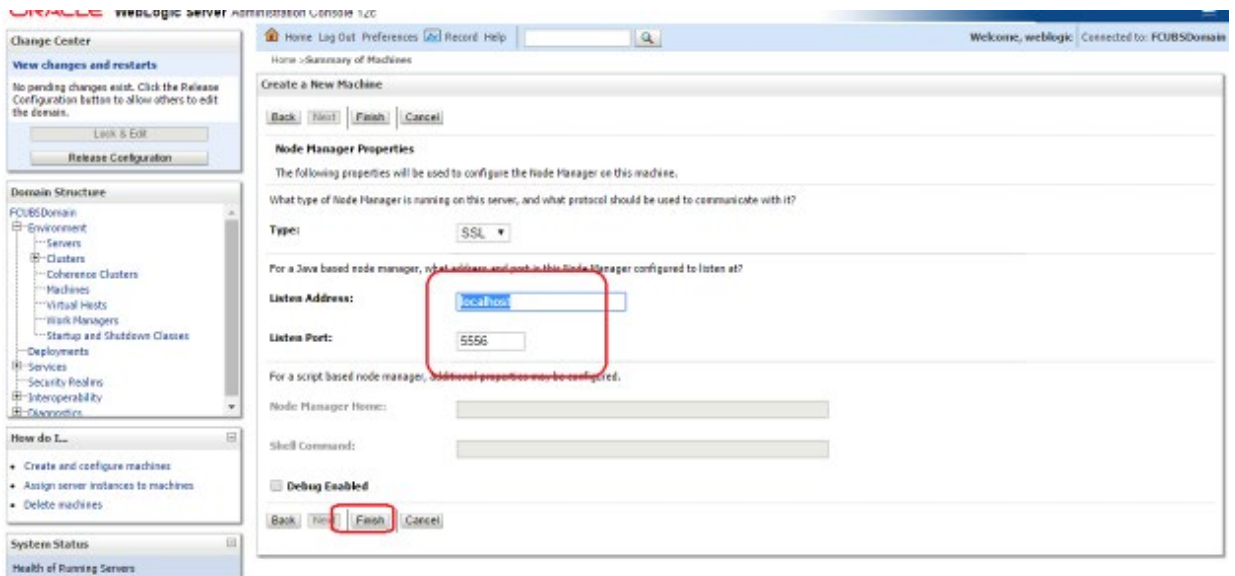 ORACLE WebLogic Server Administration Console 12c
Home Log Out Preferences Record Help
Welcome, weblogic Connected to: FCUBSDomain
Home >Summary of Machines
Change Center
View changes and restarts
No pending changes exist. Click the Release
Configuration button to allow others to edit
the domain.
Lock & Edit
Release Configuration
Domain Structure
FCUBSDomain
Environment
Servers
Clusters
Coherence Clusters
Machines
Virtual Hosts
Work Managers
Startup and Shutdown Classes
Deployments
Services
Security Realms
Interoperability
Diagnostics
How do I...
Create and configure machines
Assign server instances to machines
Delete machines
System Status
Health of Running Servers
Create a New Machine
Back Next Finish Cancel
Node Manager Properties
The following properties will be used to configure the Node Manager on this machine.
What type of Node Manager is running on this server, and what protocol should be used to communicate with it?
Type: SSL
For a Java based node manager, what address and port is this Node Manager configured to listen at?
Listen Address: localhost
Listen Port: 5556
For a script based node manager, additional properties may be configured.
Node Manager Home:
Shell Command:
Debug Enabled
Back Next Finish Cancel